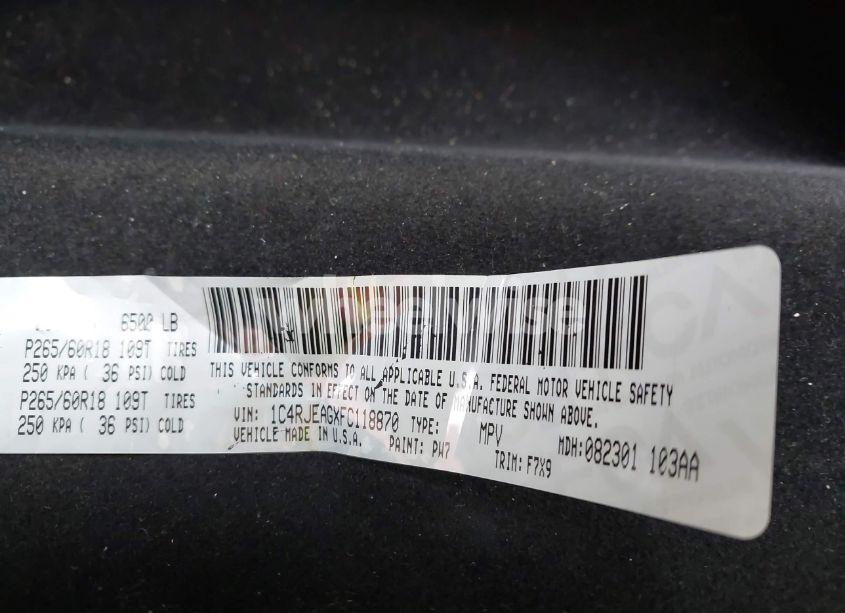 6500 LB
P265/60R18 109T TIRES
250 KPA ( 36 PSI) COLD
P265/60R18 109T TIRES
250 KPA ( 36 PSI) COLD
THIS VEHICLE CONFORMS TO ALL APPLICABLE U.S.A. FEDERAL MOTOR VEHICLE SAFETY
STANDARDS IN EFFECT ON THE DATE OF MANUFACTURE SHOWN ABOVE.
VIN: 1C4RJEAGXFC118870 TYPE: MPV MDH:082301 103AA
VEHICLE MADE IN U.S.A. PAINT: PW7 TRIM: F7X9